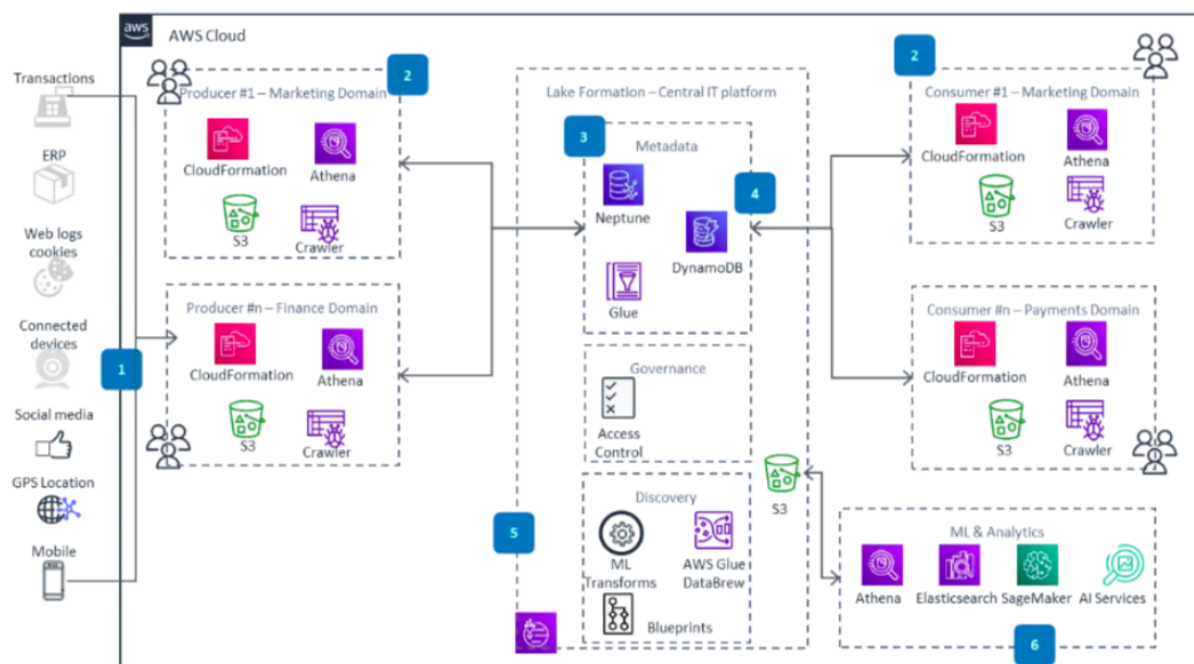 aws
AWS Cloud
Transactions
ERP
Web logs
cookies
Connected
devices
Social media
GPS Location
Mobile
1
2
Producer #1 – Marketing Domain
CloudFormation
Athena
S3
Crawler
Producer #n – Finance Domain
CloudFormation
Athena
S3
Crawler
Lake Formation – Central IT platform
3
Metadata
Neptune
4
DynamoDB
Glue
Governance
Access
Control
Discovery
5
ML
Transforms
AWS Glue
DataBrew
Blueprints
S3
2
Consumer #1 – Marketing Domain
CloudFormation
Athena
S3
Crawler
Consumer #n – Payments Domain
CloudFormation
Athena
S3
Crawler
ML & Analytics
Athena
Elasticsearch
SageMaker
AI Services
6